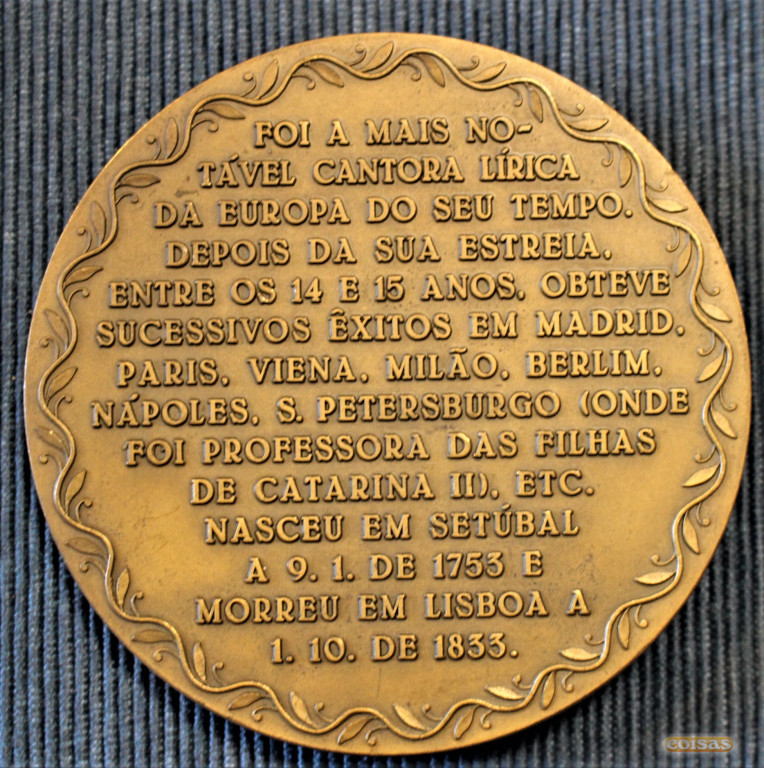 FOI A MAIS NO-
TÁVEL CANTORA LÍRICA
DA EUROPA DO SEU TEMPO.
DEPOIS DA SUA ESTREIA,
ENTRE OS 14 E 15 ANOS, OBTEVE
SUCESSIVOS ÊXITOS EM MADRID,
PARIS, VIENA, MILÃO, BERLIM,
NÁPOLES, S. PETERSBURGO (ONDE
FOI PROFESSORA DAS FILHAS
DE CATARINA II), ETC.
NASCEU EM SETÚBAL
A 9. 1. DE 1753 E
MORREU EM LISBOA A
1. 10. DE 1833.
coisas